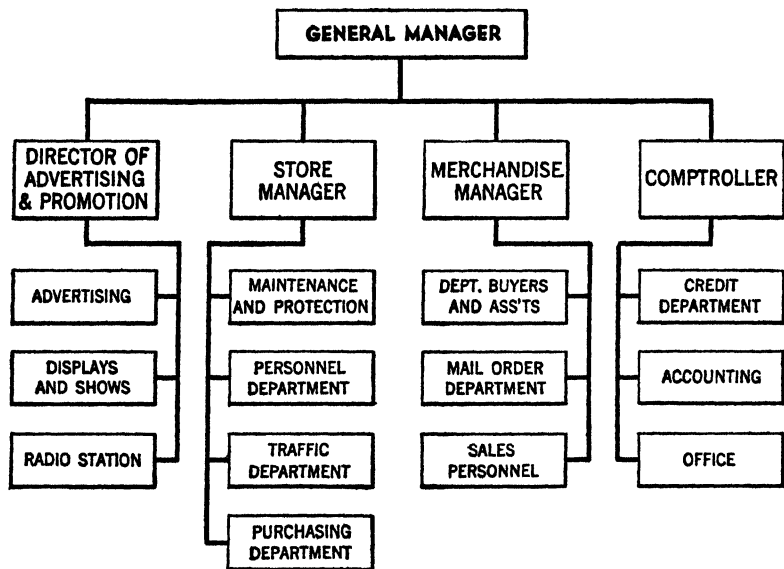 GENERAL MANAGER
DIRECTOR OF
ADVERTISING
& PROMOTION
STORE
MANAGER
MERCHANDISE
MANAGER
COMPTROLLER
ADVERTISING
DISPLAYS
AND SHOWS
RADIO STATION
MAINTENANCE
AND PROTECTION
PERSONNEL
DEPARTMENT
TRAFFIC
DEPARTMENT
PURCHASING
DEPARTMENT
DEPT. BUYERS
AND ASS'TS
MAIL ORDER
DEPARTMENT
SALES
PERSONNEL
CREDIT
DEPARTMENT
ACCOUNTING
OFFICE